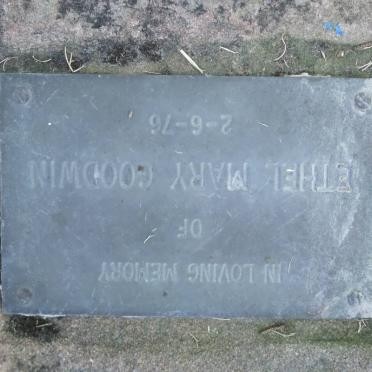 IN LOVING MEMORY
OF
ETHEL MARY GOODWIN
2-6-76